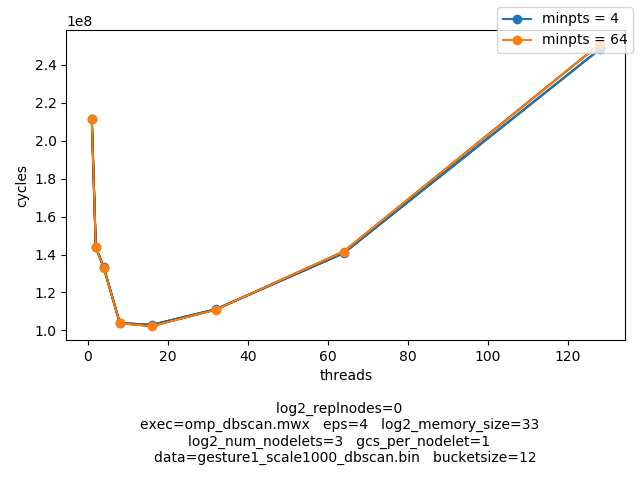 1e8
minpts = 4
minpts = 64
2.4
2.2
2.0
1.8
1.6
1.4
1.2
1.0
cycles
0 20 40 60 80 100 120
threads
log2_replnodes=0
exec=omp_dbscan.mwx eps=4 log2_memory_size=33
log2_num_nodelets=3 gcs_per_nodelet=1
data=gesture1_scale1000_dbscan.bin bucketsize=12